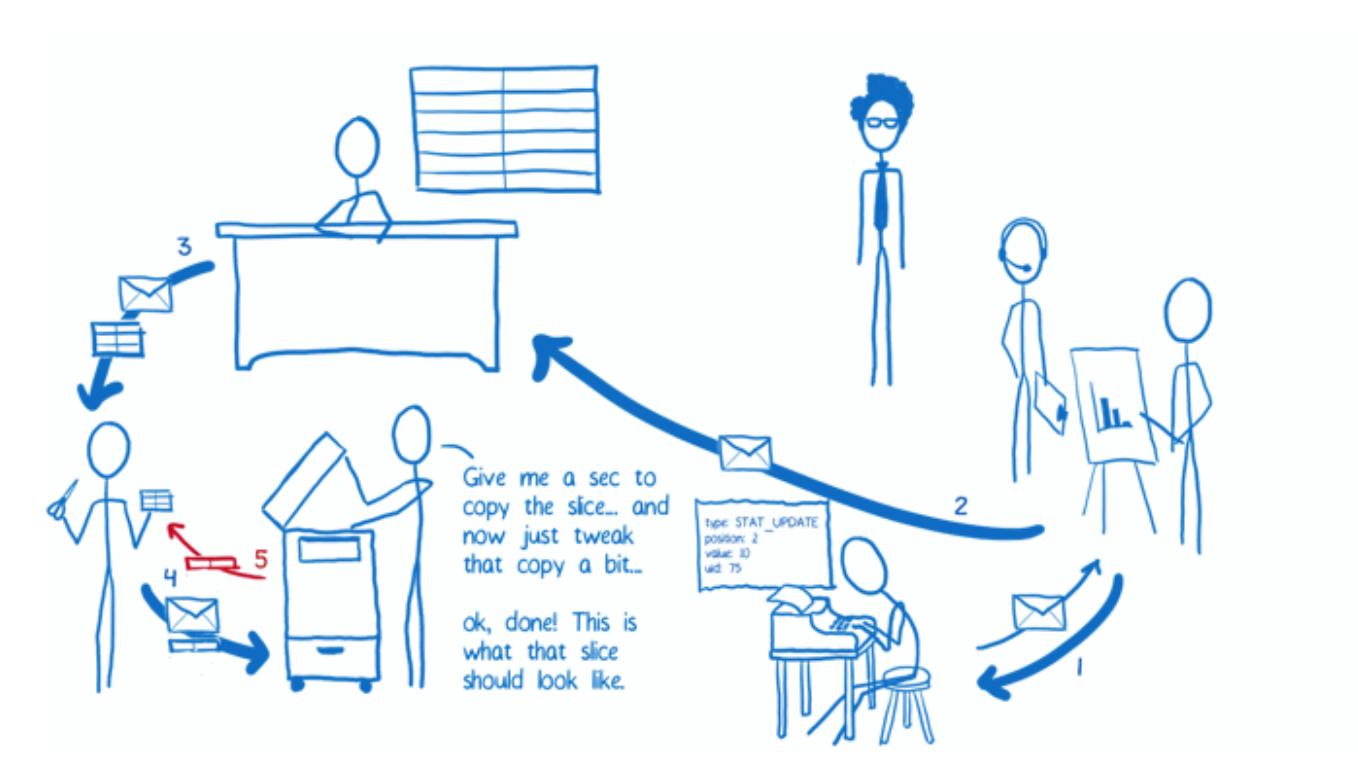 3
Give me a sec to
copy the slice... and
now just tweak
that copy a bit...
ok, done! This is
what that slice
should look like.
5
4
2
type: STAT_UPDATE
position: 2
value: 10
uid: 75
1